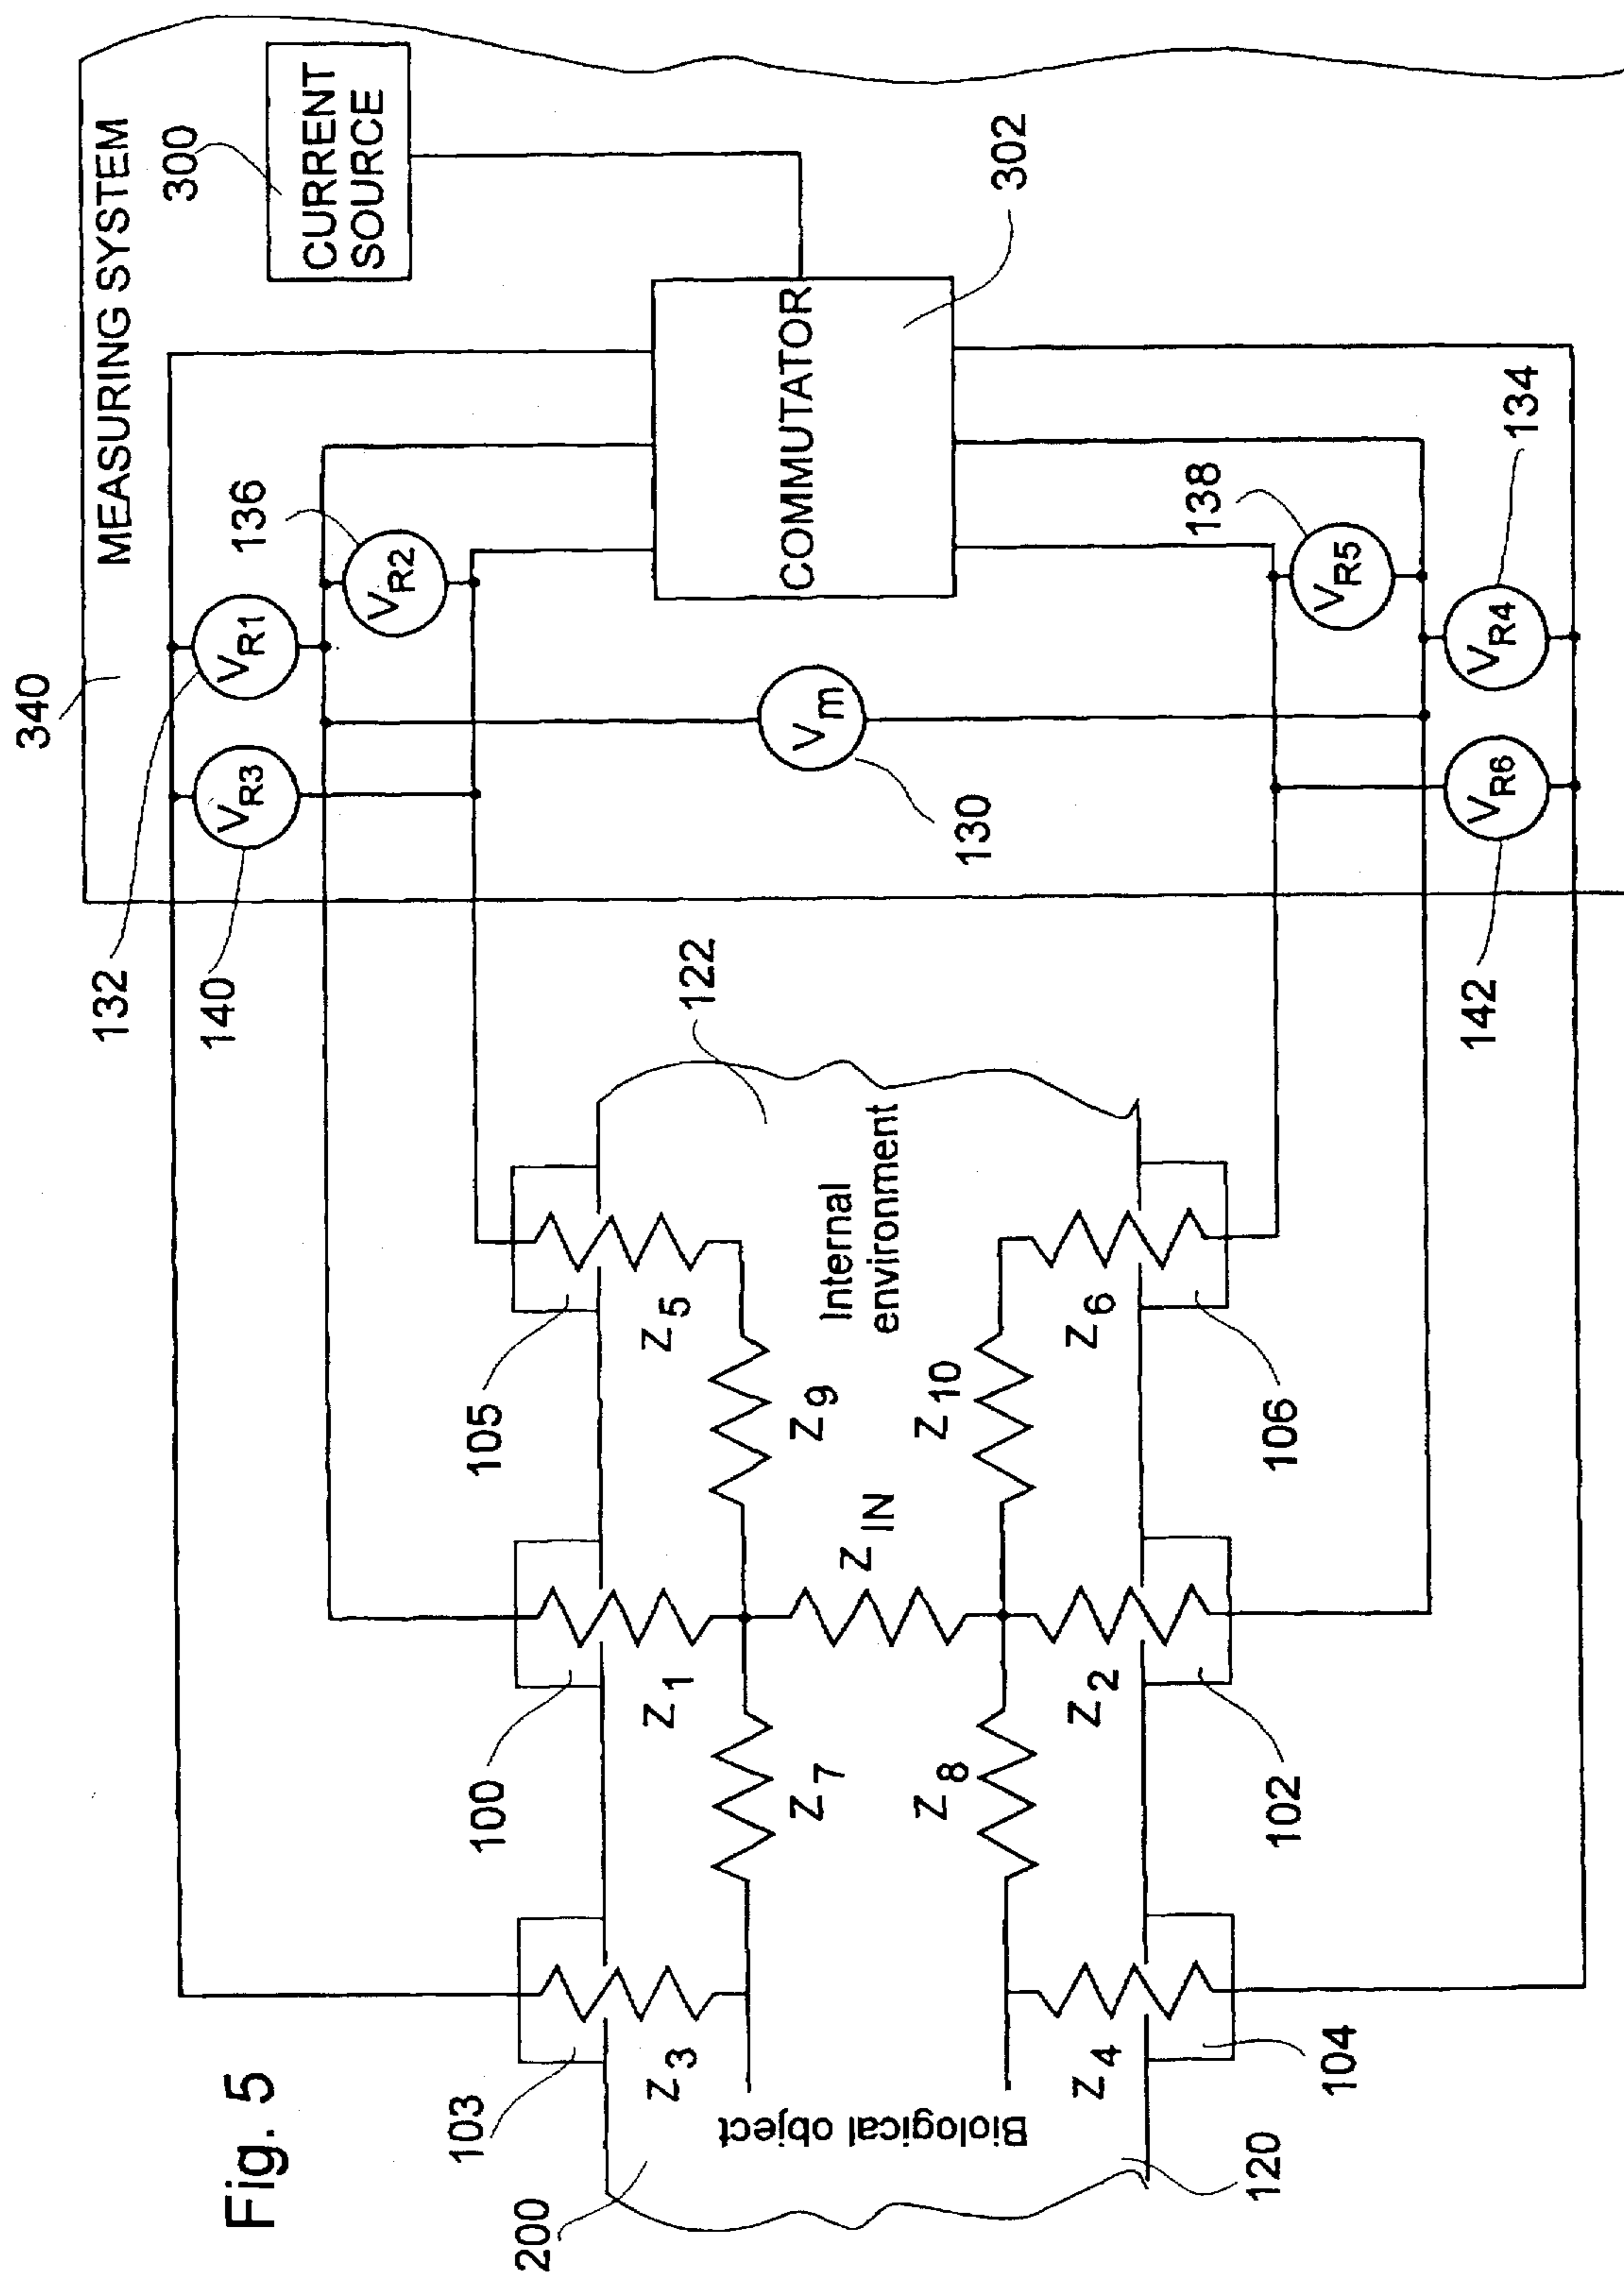 Fig. 5
340
MEASURING SYSTEM
300
CURRENT
SOURCE
132
140
VR3
VR1
136
VR2
COMMUTATOR
302
130
Vm
138
VR5
134
VR4
142
VR6
103
100
105
122
Z3
Z1
Z5
Z7
Z9
ZIN
Internal
environment
Biological object
Z8
Z10
Z4
Z2
Z6
200
120
104
102
106